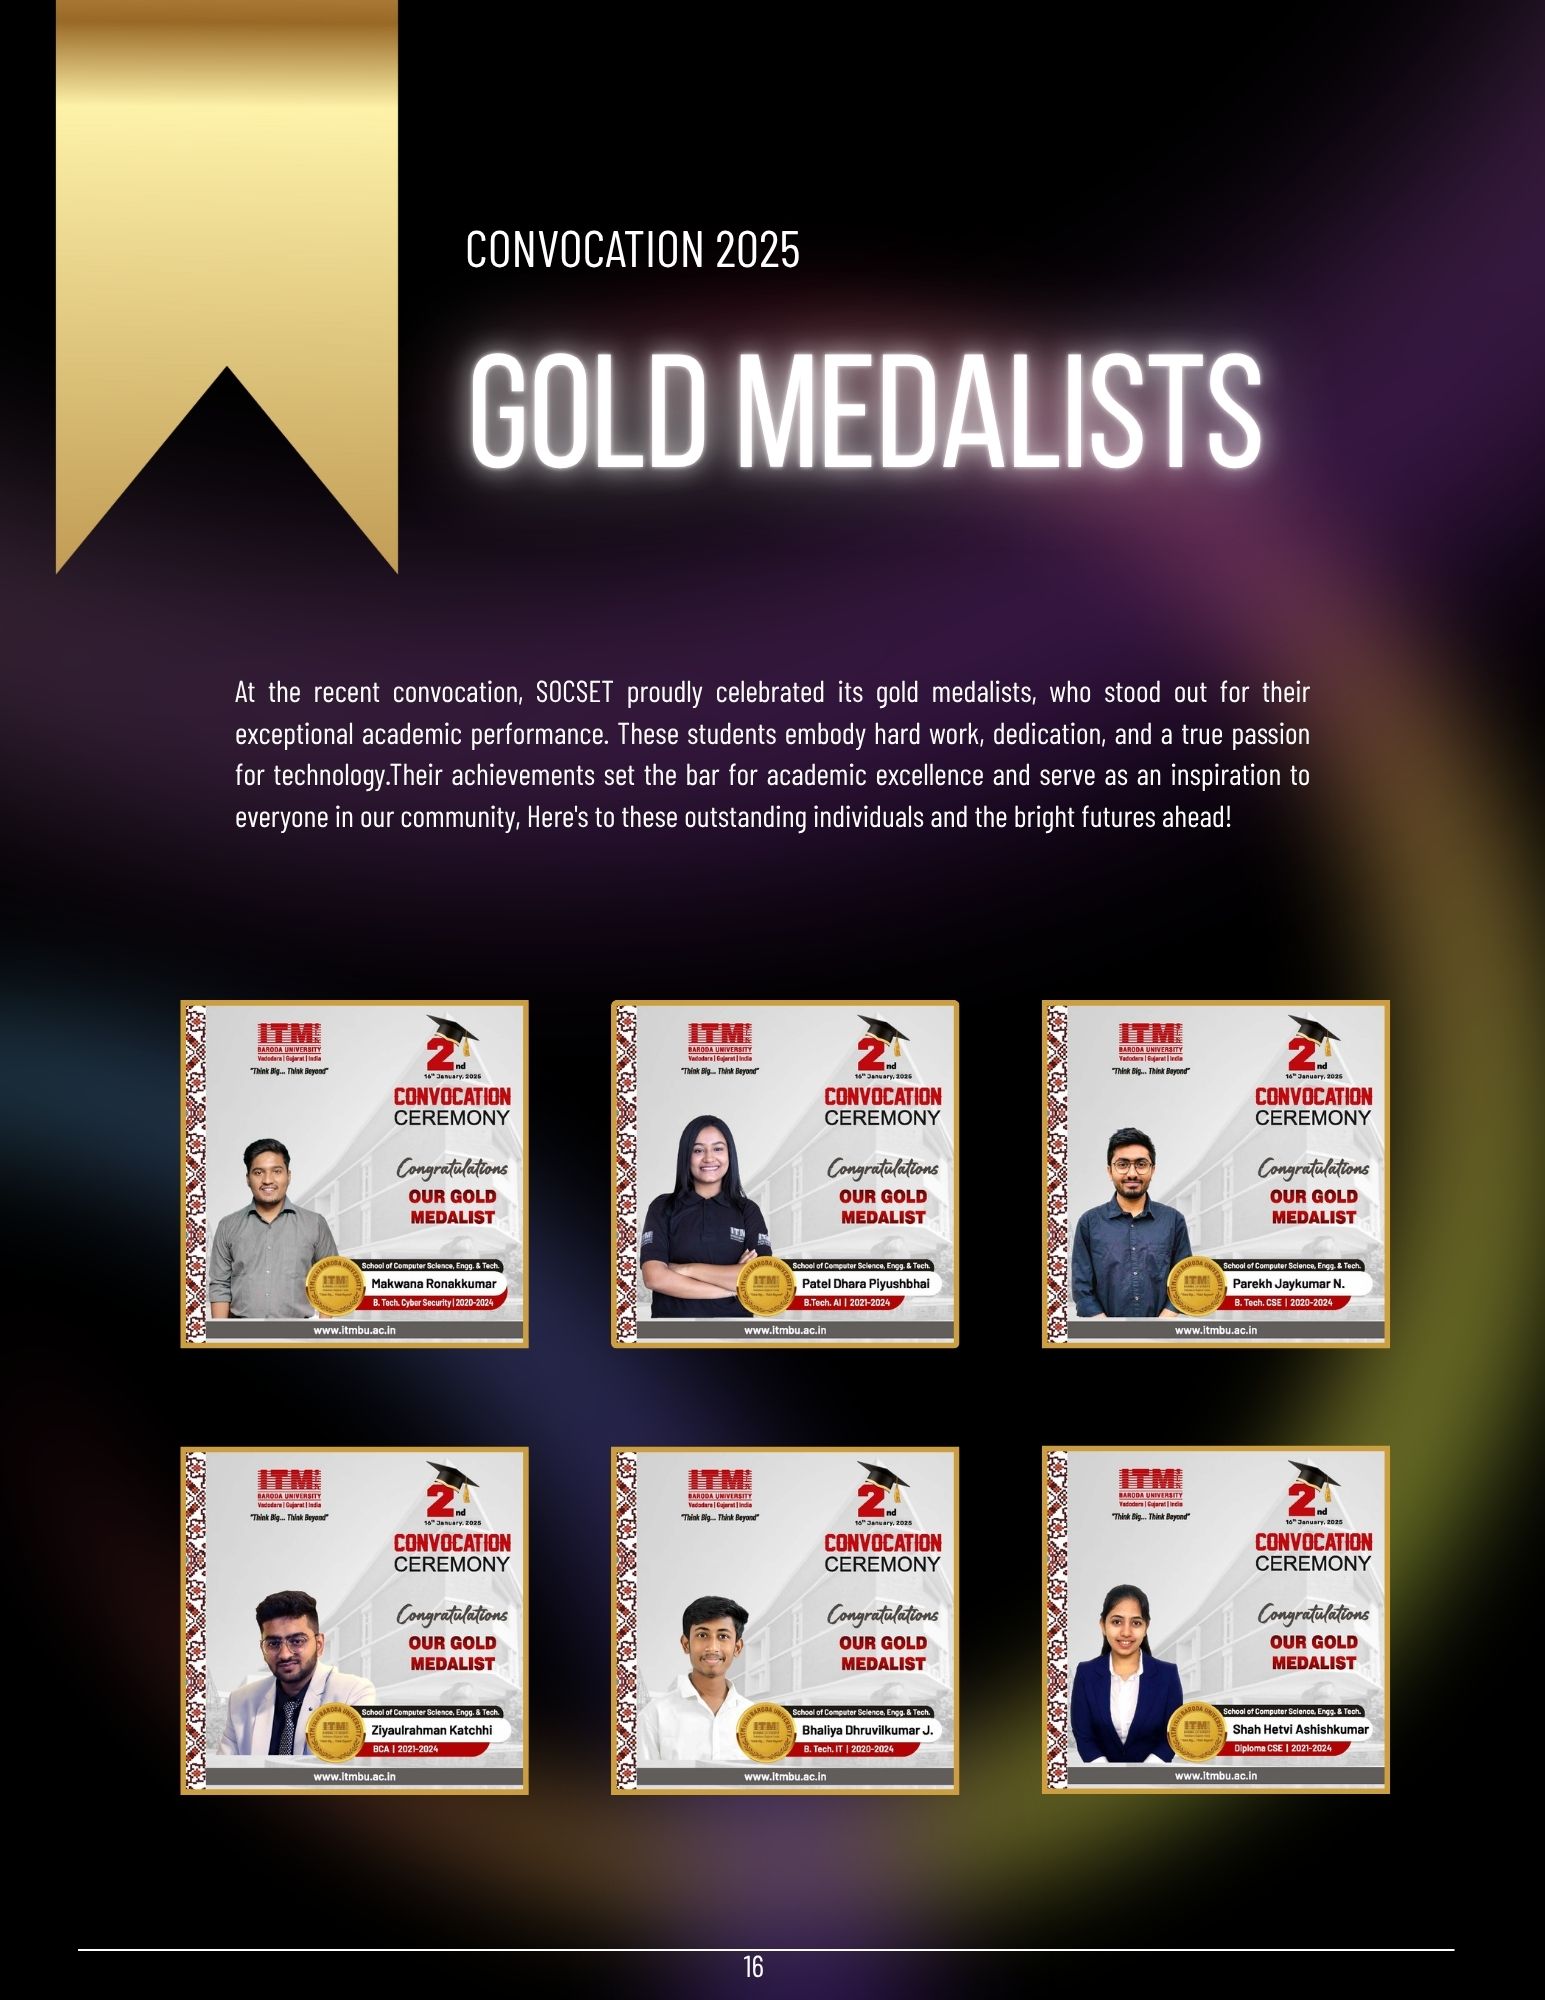 CONVOCATION 2025
GOLD MEDALISTS
At the recent convocation, SOCSET proudly celebrated its gold medalists, who stood out for their
exceptional academic performance. These students embody hard work, dedication, and a true passion
for technology.Their achievements set the bar for academic excellence and serve as an inspiration to
everyone in our community, Here's to these outstanding individuals and the bright futures ahead!
ITM
BARODA UNIVERSITY
Vadodara | Gujarat | India
"Think Big... Think Beyond"
2nd
16th January, 2025
CONVOCATION
CEREMONY
Congratulations
OUR GOLD
MEDALIST
School of Computer Science, Engg. & Tech.
Makwana Ronakkumar
B. Tech. Cyber Security | 2020-2024
www.itmbu.ac.in
ITM
BARODA UNIVERSITY
Vadodara | Gujarat | India
"Think Big... Think Beyond"
2nd
16th January, 2025
CONVOCATION
CEREMONY
Congratulations
OUR GOLD
MEDALIST
School of Computer Science, Engg. & Tech.
Patel Dhara Piyushbhai
B.Tech. AI | 2021-2024
www.itmbu.ac.in
ITM
BARODA UNIVERSITY
Vadodara | Gujarat | India
"Think Big... Think Beyond"
2nd
16th January, 2025
CONVOCATION
CEREMONY
Congratulations
OUR GOLD
MEDALIST
School of Computer Science, Engg. & Tech.
Parekh Jaykumar N.
B. Tech. CSE | 2020-2024
www.itmbu.ac.in
ITM
BARODA UNIVERSITY
Vadodara | Gujarat | India
"Think Big... Think Beyond"
2nd
16th January, 2025
CONVOCATION
CEREMONY
Congratulations
OUR GOLD
MEDALIST
School of Computer Science, Engg. & Tech.
Ziyaulrahman Katchhi
BCA | 2021-2024
www.itmbu.ac.in
ITM
BARODA UNIVERSITY
Vadodara | Gujarat | India
"Think Big... Think Beyond"
2nd
16th January, 2025
CONVOCATION
CEREMONY
Congratulations
OUR GOLD
MEDALIST
School of Computer Science, Engg. & Tech.
Bhaliya Dhruvilkumar J.
B. Tech. IT | 2020-2024
www.itmbu.ac.in
ITM
BARODA UNIVERSITY
Vadodara | Gujarat | India
"Think Big... Think Beyond"
2nd
16th January, 2025
CONVOCATION
CEREMONY
Congratulations
OUR GOLD
MEDALIST
School of Computer Science, Engg. & Tech.
Shah Hetvi Ashishkumar
Diploma CSE | 2021-2024
www.itmbu.ac.in
16